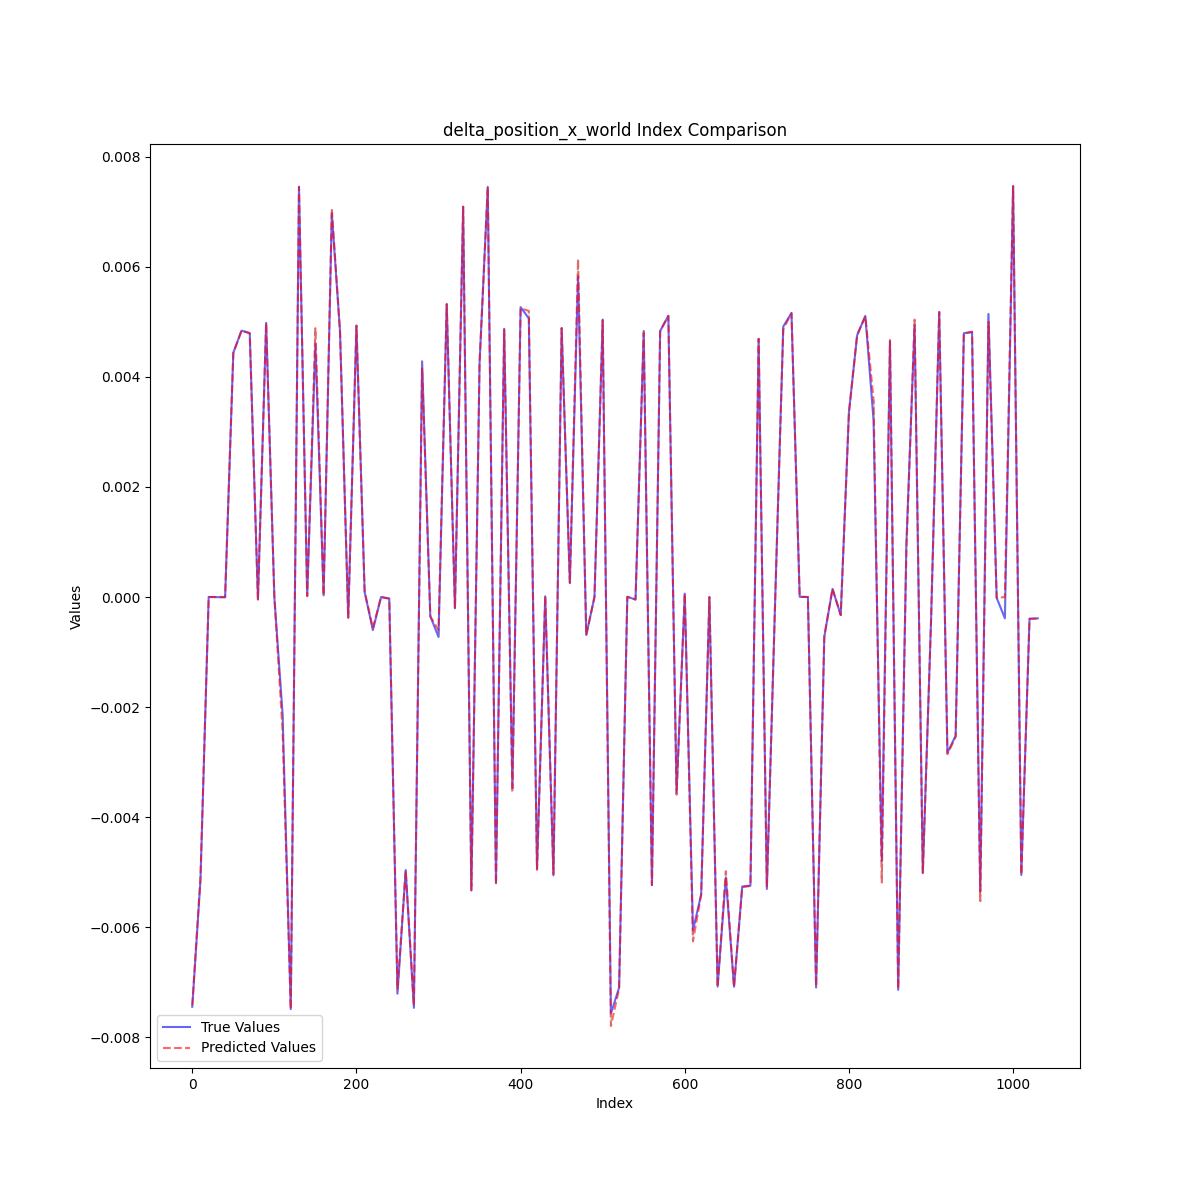 delta_position_x_world Index Comparison
0.008
0.006
0.004
0.002
0.000
−0.002
−0.004
−0.006
−0.008
Values
True Values
Predicted Values
0 200 400 600 800 1000
Index